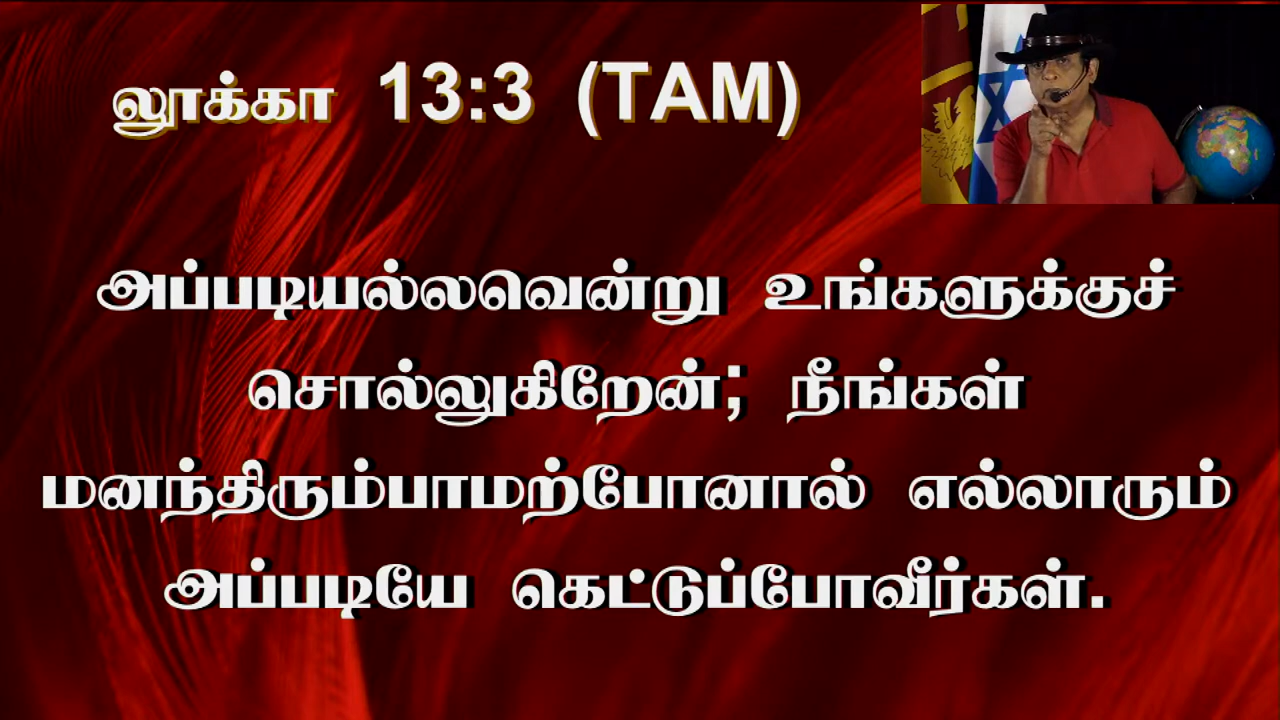 லூக்கா 13:3 (TAM)
அப்படியல்லவென்று உங்களுக்குச்
சொல்லுகிறேன்; நீங்கள்
மனந்திரும்பாமற்போனால் எல்லாரும்
அப்படியே கெட்டுப்போவீர்கள்.